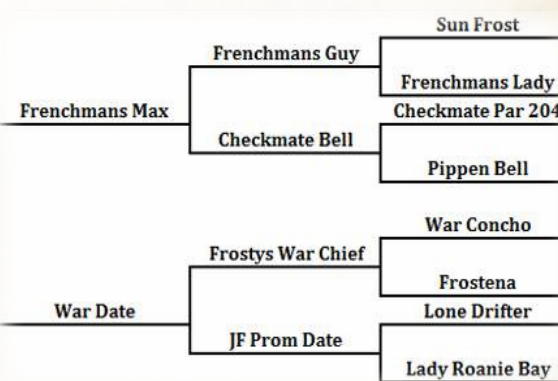 Sun Frost
Frenchmans Guy
Frenchmans Lady
Frenchmans Max
Checkmate Par 204
Checkmate Bell
Pippen Bell
War Concho
Frostys War Chief
Frostena
War Date
Lone Drifter
JF Prom Date
Lady Roanie Bay